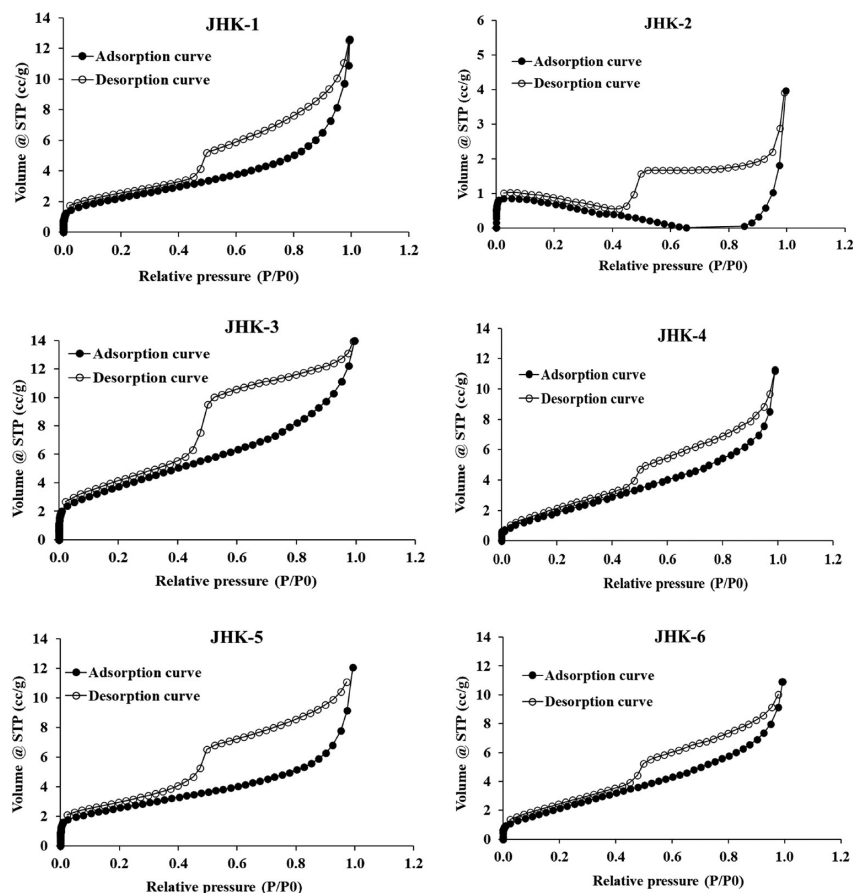 JHK-1
14
12
10
8
6
4
2
0
Volume @ STP (cc/g)
Adsorption curve
Desorption curve
0.0 0.2 0.4 0.6 0.8 1.0 1.2
Relative pressure (P/P0)
JHK-2
6
5
4
3
2
1
0
Volume @ STP (cc/g)
Adsorption curve
Desorption curve
0.0 0.2 0.4 0.6 0.8 1.0 1.2
Relative pressure (P/P0)
JHK-3
14
12
10
8
6
4
2
0
Volume @ STP (cc/g)
Adsorption curve
Desorption curve
0.0 0.2 0.4 0.6 0.8 1.0 1.2
Relative pressure (P/P0)
JHK-4
14
12
10
8
6
4
2
0
Volume @ STP (cc/g)
Adsorption curve
Desorption curve
0.0 0.2 0.4 0.6 0.8 1.0 1.2
Relative pressure (P/P0)
JHK-5
14
12
10
8
6
4
2
0
Volume @ STP (cc/g)
Adsorption curve
Desorption curve
0.0 0.2 0.4 0.6 0.8 1.0 1.2
Relative pressure (P/P0)
JHK-6
14
12
10
8
6
4
2
0
Volume @ STP (cc/g)
Adsorption curve
Desorption curve
0.0 0.2 0.4 0.6 0.8 1.0 1.2
Relative pressure (P/P0)